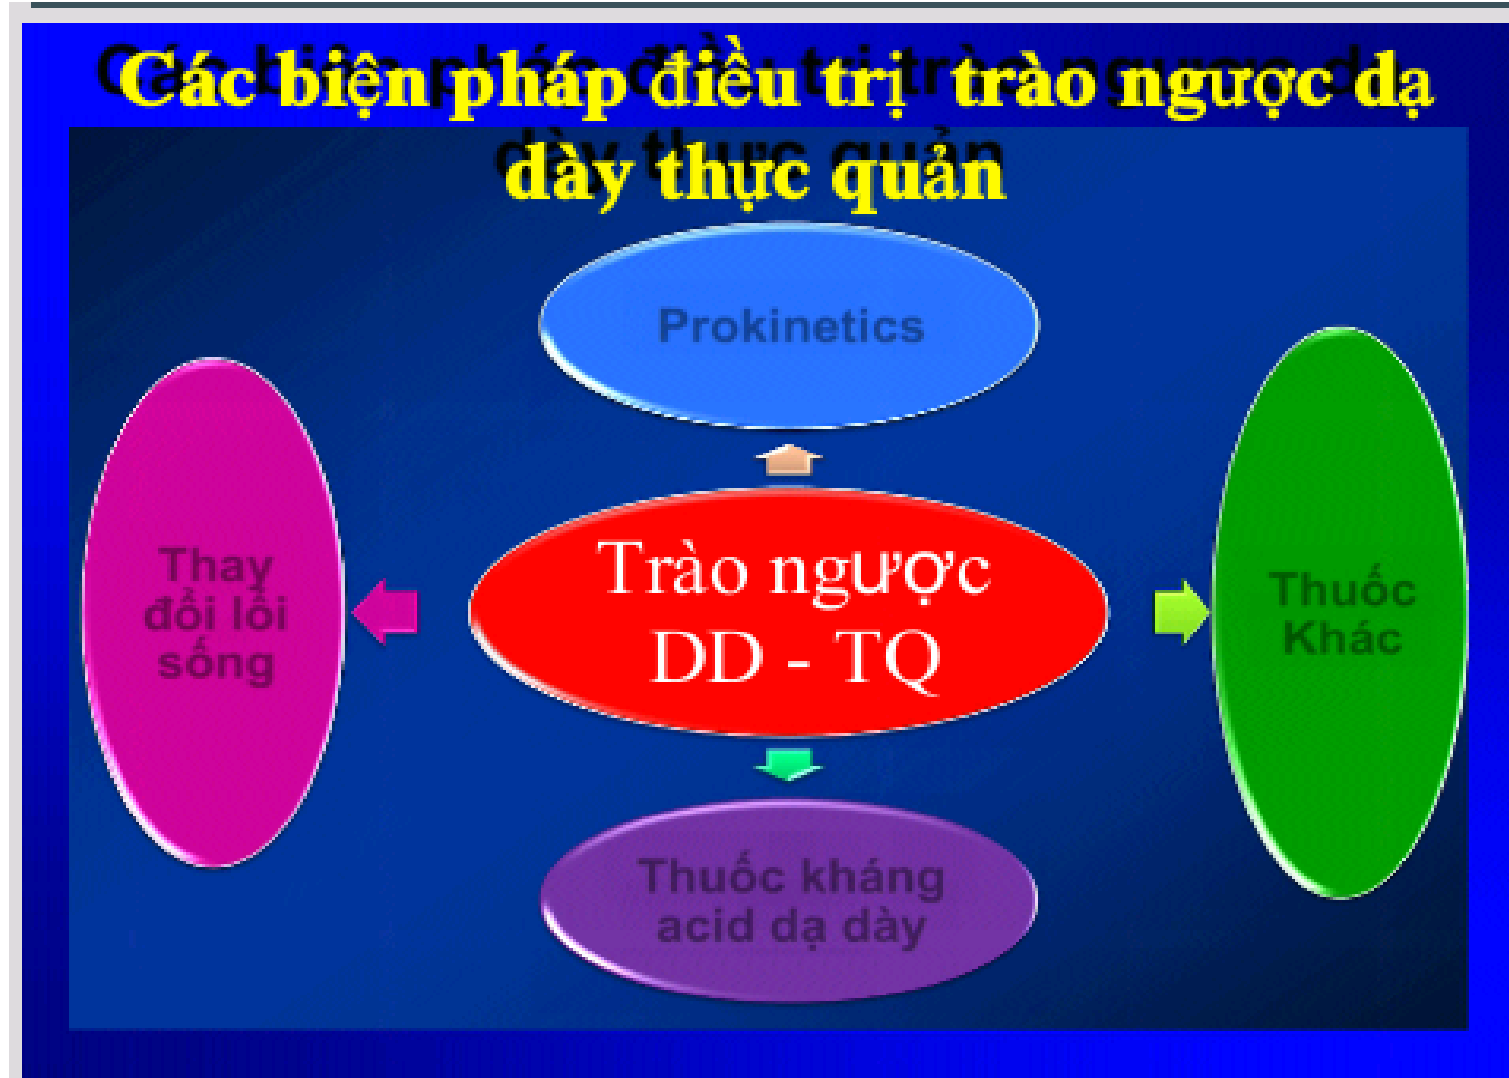 Các biện pháp điều trị trào ngược dạ
dày thực quản
Prokinetics
Thay
đổi lối
sống
Trào ngược
DD - TQ
Thuốc
Khác
Thuốc kháng
acid dạ dày